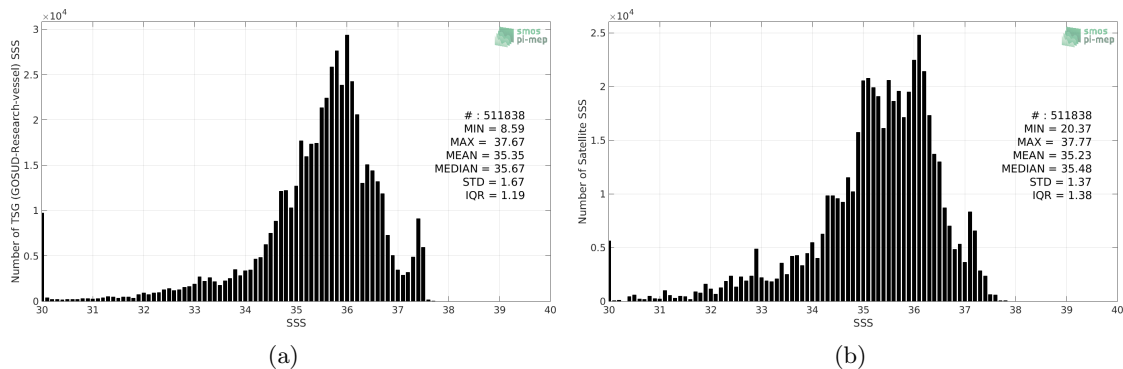 ×10⁴
smos
pi-mep
Number of TSG (GOSUD-Research-vessel) SSS
3
2.5
2
1.5
1
0.5
0
# : 511838
MIN = 8.59
MAX = 37.67
MEAN = 35.35
MEDIAN = 35.67
STD = 1.67
IQR = 1.19
30 31 32 33 34 35 36 37 38 39 40
SSS
(a)
×10⁴
smos
pi-mep
Number of Satellite SSS
2.5
2
1.5
1
0.5
0
# : 511838
MIN = 20.37
MAX = 37.77
MEAN = 35.23
MEDIAN = 35.48
STD = 1.37
IQR = 1.38
30 31 32 33 34 35 36 37 38 39 40
SSS
(b)